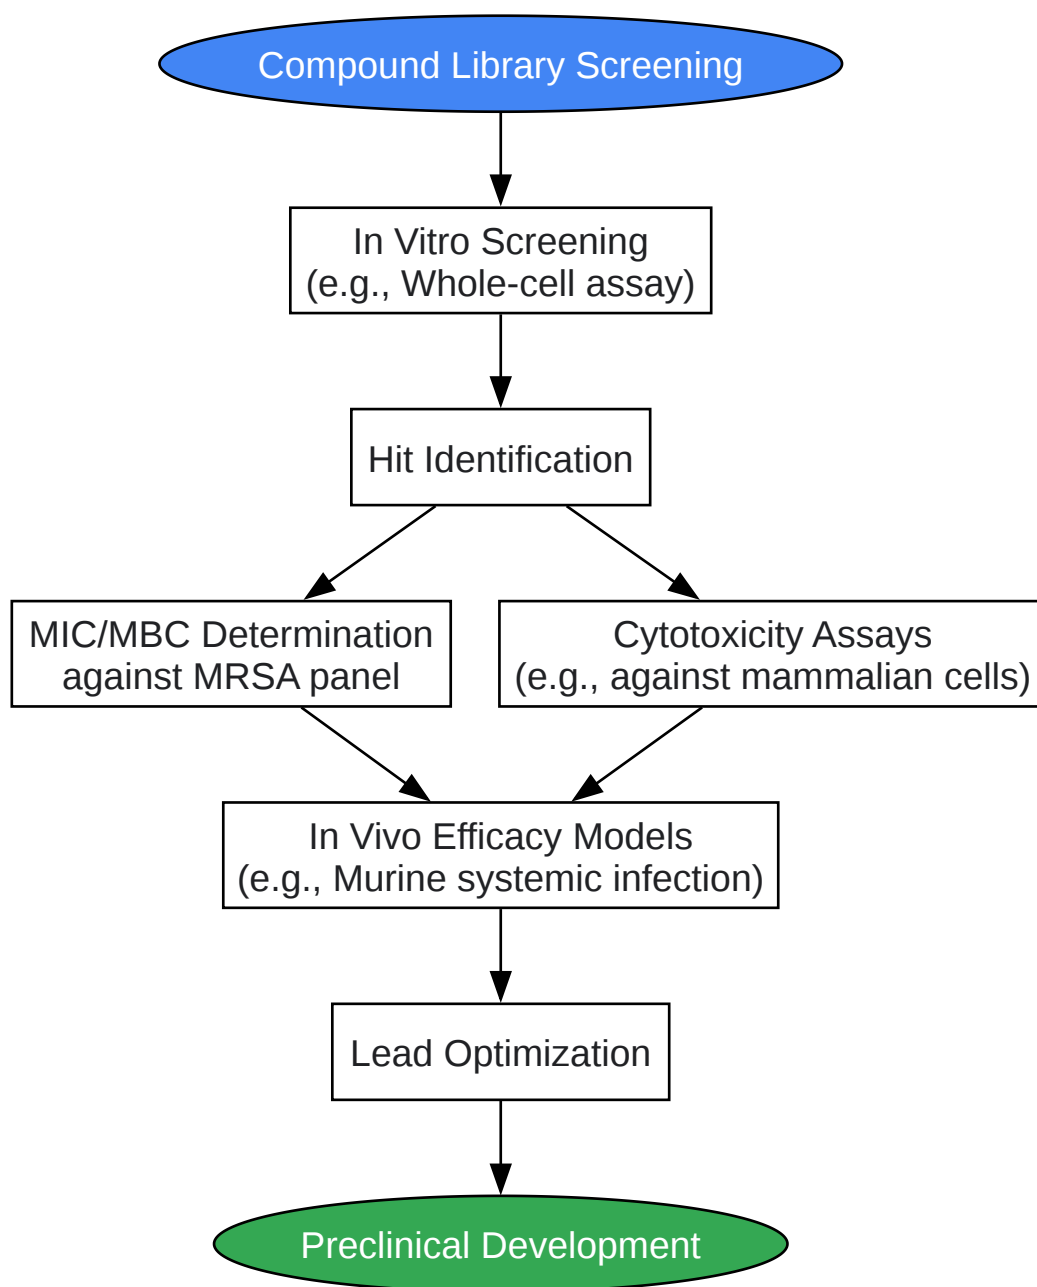 Compound Library Screening
In Vitro Screening
(e.g., Whole-cell assay)
Hit Identification
MIC/MBC Determination
against MRSA panel
Cytotoxicity Assays
(e.g., against mammalian cells)
In Vivo Efficacy Models
(e.g., Murine systemic infection)
Lead Optimization
Preclinical Development